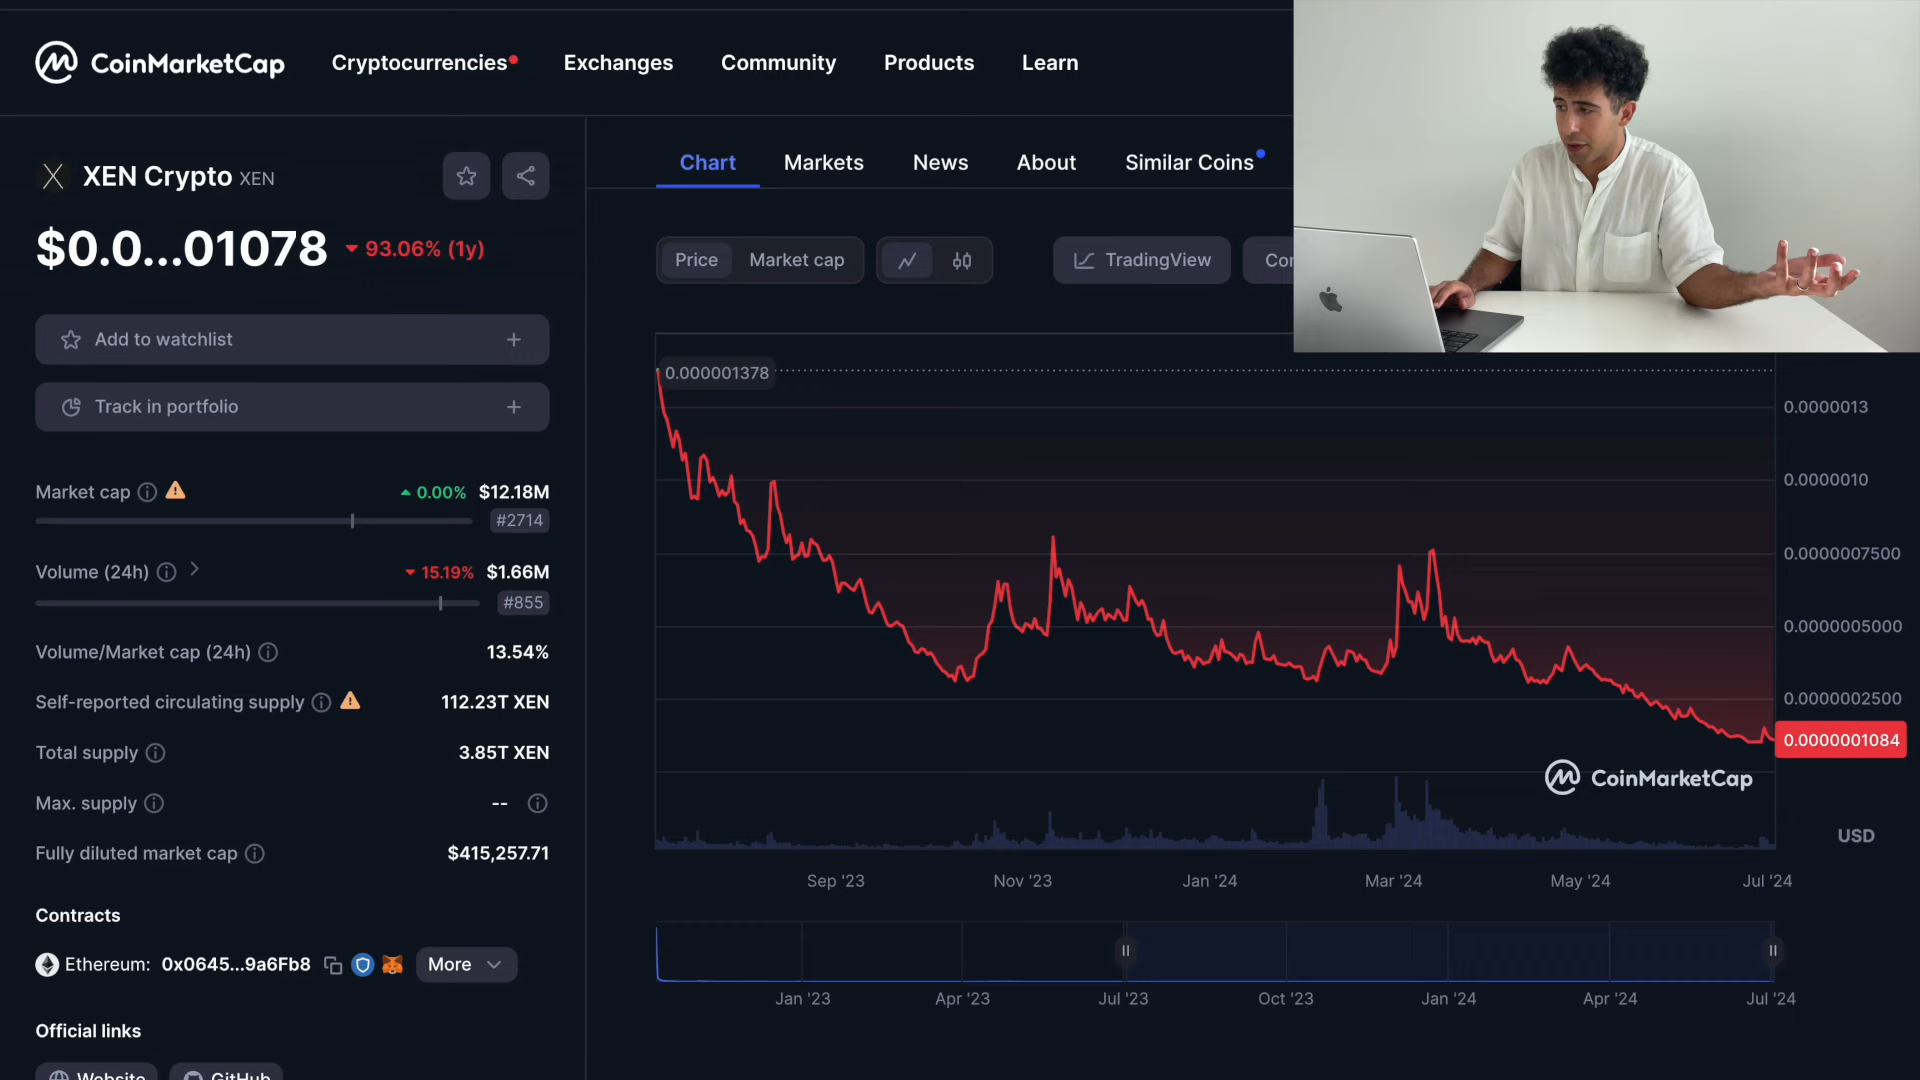 CoinMarketCap
Cryptocurrencies
Exchanges
Community
Products
Learn
XEN Crypto XEN
$0.0...01078
93.06% (1y)
Add to watchlist
Track in portfolio
Market cap
0.00%
$12.18M
#2714
Volume (24h)
15.19%
$1.66M
#855
Volume/Market cap (24h)
13.54%
Self-reported circulating supply
112.23T XEN
Total supply
3.85T XEN
Max. supply
--
Fully diluted market cap
$415,257.71
Contracts
Ethereum: 0x0645...9a6Fb8
More
Official links
Website
GitHub
Chart
Markets
News
About
Similar Coins
Price
Market cap
TradingView
0.000001378
0.0000013
0.0000010
0.0000007500
0.0000005000
0.0000002500
0.0000001084
CoinMarketCap
USD
Sep '23
Nov '23
Jan '24
Mar '24
May '24
Jul '24
Jan '23
Apr '23
Jul '23
Oct '23
Jan '24
Apr '24
Jul '24